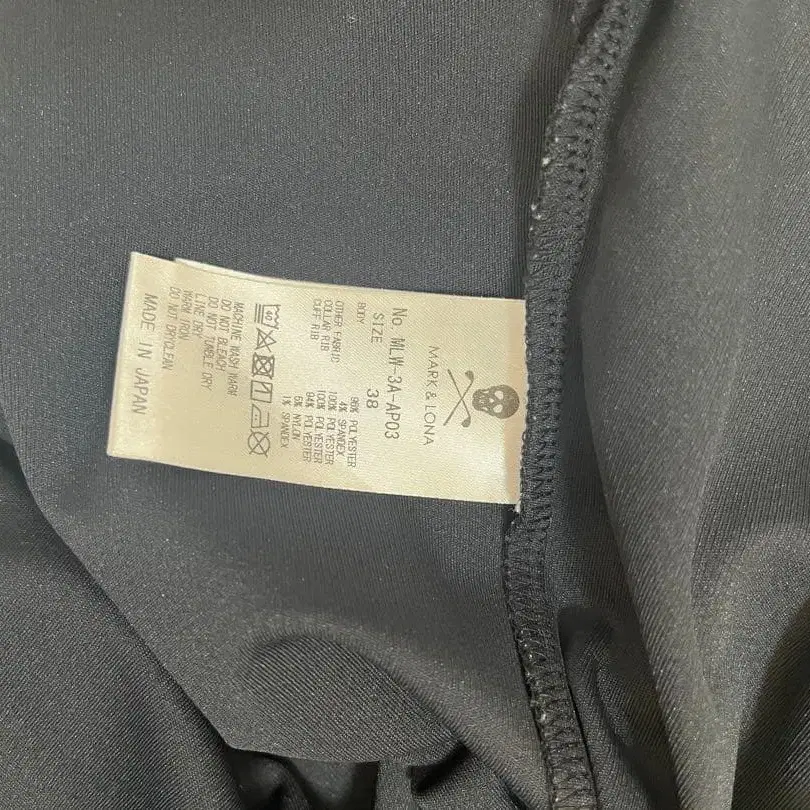 MARK & LONA
No. MLW-3A-AP03
SIZE 38
BODY 96% POLYESTER
4% SPANDEX
OTHER FABRIC 100% POLYESTER
COLLAR RIB 100% POLYESTER
CUFF RIB 94% POLYESTER
5% NYLON
1% SPANDEX
40
MACHINE WASH WARM
DO NOT BLEACH
DO NOT TUMBLE DRY
LINE DRY
WARM IRON
DO NOT DRYCLEAN
MADE IN JAPAN